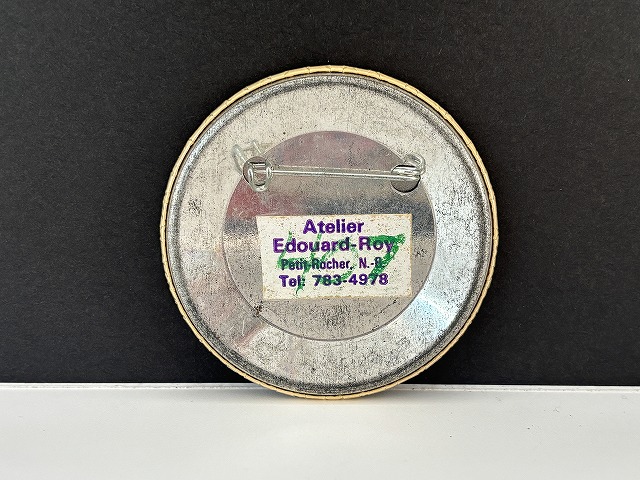 Atelier
Edouard-Roy
Petit-Rocher, N.-B.
Tel: 783-4978